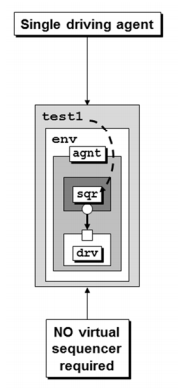 Single driving agent
test1
env
agnt
sqr
drv
NO virtual
sequencer
required